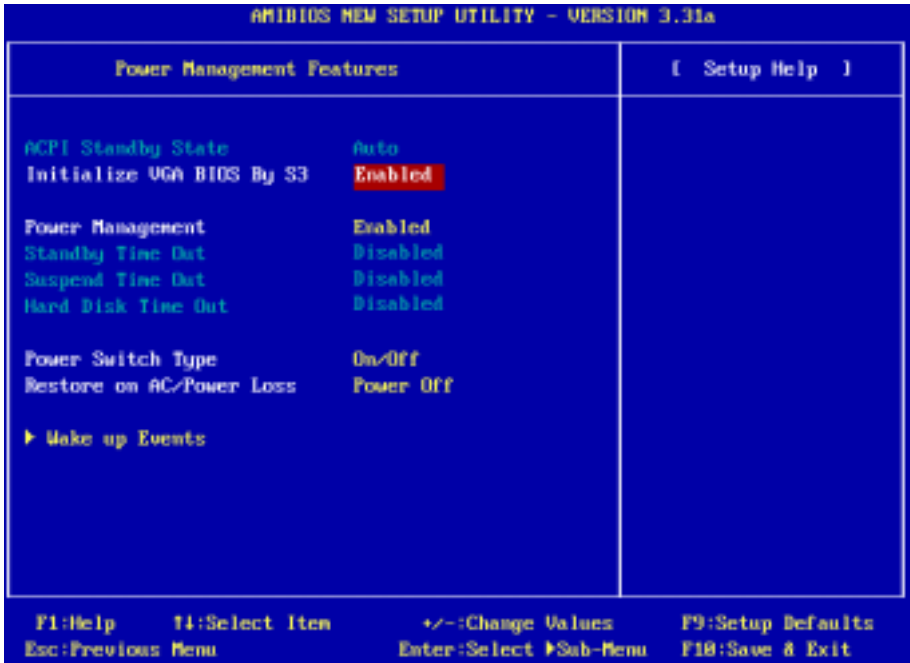 AMIBIOS NEW SETUP UTILITY - VERSION 3.31a
Power Management Features
[ Setup Help ]
ACPI Standby State Auto
Initialize VGA BIOS By S3 Enabled
Power Management Enabled
Standby Time Out Disabled
Suspend Time Out Disabled
Hard Disk Time Out Disabled
Power Switch Type On/Off
Restore on AC/Power Loss Power Off
▶ Wake up Events
F1:Help ↑↓:Select Item +/-:Change Values F9:Setup Defaults
Esc:Previous Menu Enter:Select ▶Sub-Menu F10:Save & Exit